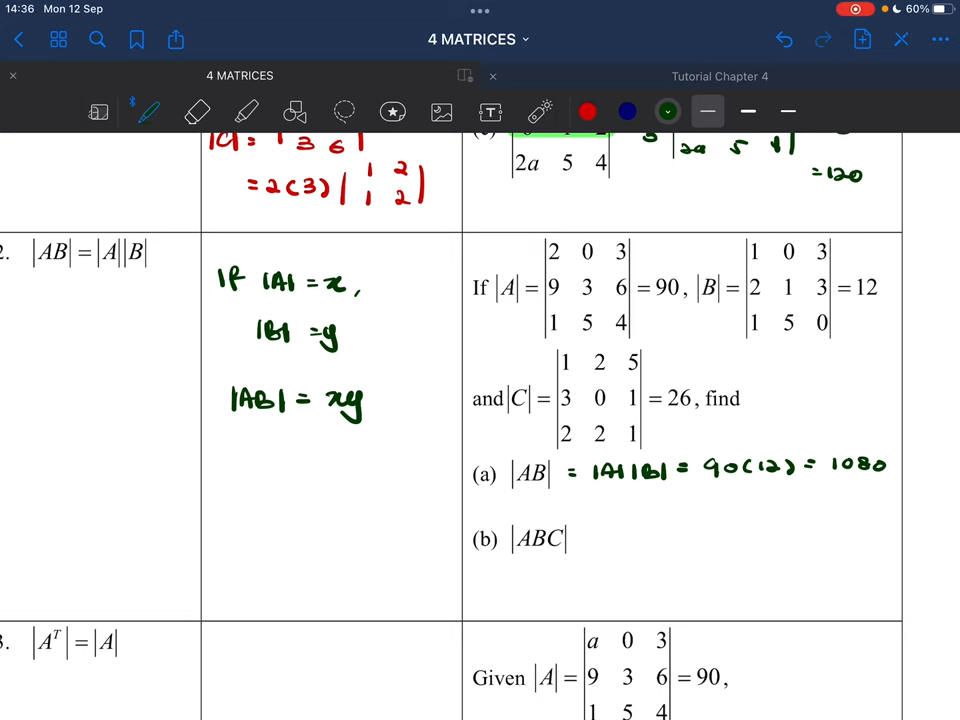 14:36 Mon 12 Sep
60%
4 MATRICES
4 MATRICES
Tutorial Chapter 4
1 3 6
= 2(3) | 1 2
1 2 |
2a 5 4
2a 5
= 120
|AB| = |A||B|
If |A| = x,
|B| = y
|AB| = xy
If |A| = |2 0 3
9 3 6
1 5 4| = 90, |B| = |1 0 3
2 1 3
1 5 0| = 12
and |C| = |1 2 5
3 0 1
2 2 1| = 26, find
(a) |AB| = |A||B| = 90(12) = 1080
(b) |ABC|
|Aᵀ| = |A|
Given |A| = |a 0 3
9 3 6
1 5 4| = 90,